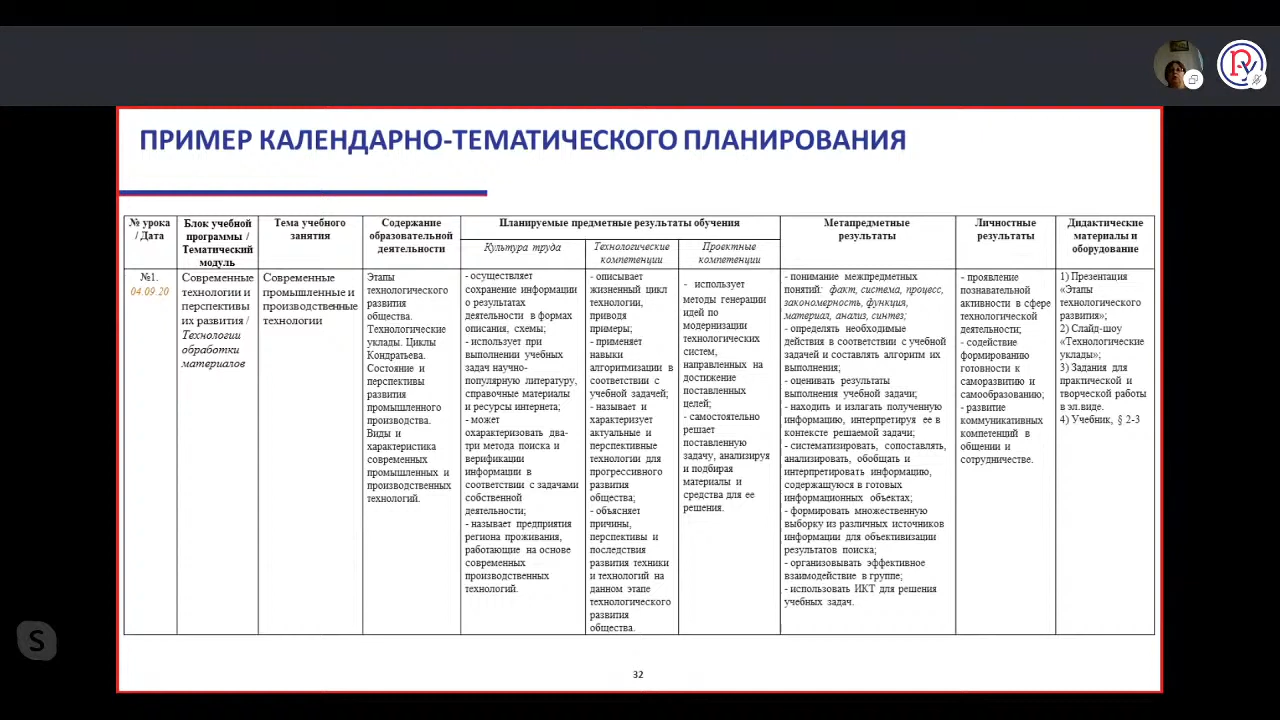 ПРИМЕР КАЛЕНДАРНО-ТЕМАТИЧЕСКОГО ПЛАНИРОВАНИЯ
№ урока
/ Дата
Блок учебной
программы /
Тематический
модуль
Тема учебного
занятия
Содержание
образовательной
деятельности
Планируемые предметные результаты обучения
Культура труда
Технологические
компетенции
Проектные
компетенции
Метапредметные
результаты
Личностные
результаты
Дидактические
материалы и
оборудование
№1.
04.09.20
Современные
технологии и
перспективы
их развития /
Технологии
обработки
материалов
Современные
промышленные и
производственные
технологии
Этапы
технологического
развития
общества.
Технологические
уклады. Циклы
Кондратьева.
Состояние и
перспективы
развития
промышленного
производства.
Виды и
характеристика
современных
промышленных и
производственных
технологий.
- осуществляет
сохранение информации
о результатах
деятельности в формах
описания, схемы;
- использует при
выполнении учебных
задач научно-
популярную литературу,
справочные материалы
и ресурсы интернета;
- может
охарактеризовать два-
три метода поиска и
верификации
информации в
соответствии с задачами
собственной
деятельности;
- называет предприятия
региона проживания,
работающие на основе
современных
производственных
технологий.
- описывает
жизненный цикл
технологии,
приводя
примеры;
- применяет
навыки
алгоритмизации в
соответствии с
учебной задачей;
- называет и
характеризует
актуальные и
перспективные
технологии для
прогрессивного
развития
общества;
- объясняет
причины,
перспективы и
последствия
развития техники
и технологий на
данном этапе
технологического
развития
общества.
- использует
методы генерации
идей по
модернизации
технологических
систем,
направленных на
достижение
поставленных
целей;
- самостоятельно
решает
поставленную
задачу, анализируя
и подбирая
материалы и
средства для ее
решения.
- понимание межпредметных
понятий: факт, система, процесс,
закономерность, функция,
материал, анализ, синтез;
- определять необходимые
действия в соответствии с учебной
задачей и составлять алгоритм их
выполнения;
- оценивать результаты
выполнения учебной задачи;
- находить и излагать полученную
информацию, интерпретируя ее в
контексте решаемой задачи;
- систематизировать, сопоставлять,
анализировать, обобщать и
интерпретировать информацию,
содержащуюся в готовых
информационных объектах;
- формировать множественную
выборку из различных источников
информации для объективизации
результатов поиска;
- организовывать эффективное
взаимодействие в группе;
- использовать ИКТ для решения
учебных задач.
- проявление
познавательной
активности в сфере
технологической
деятельности;
- содействие
формированию
готовности к
саморазвитию и
самообразованию;
- развитие
коммуникативных
компетенций в
общении и
сотрудничестве.
1) Презентация
«Этапы
технологического
развития»;
2) Слайд-шоу
«Технологические
уклады»;
3) Задания для
практической и
творческой работы
в эл.виде.
4) Учебник, § 2-3
32
S